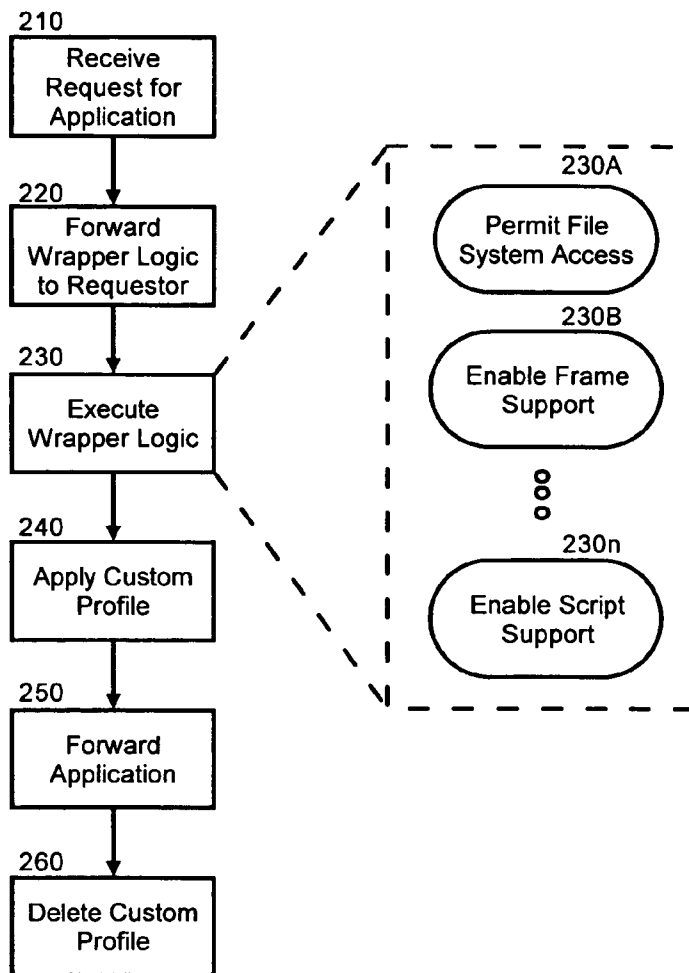 210
Receive
Request for
Application
220
Forward
Wrapper Logic
to Requestor
230
Execute
Wrapper Logic
230A
Permit File
System Access
230B
Enable Frame
Support
230n
Enable Script
Support
240
Apply Custom
Profile
250
Forward
Application
260
Delete Custom
Profile